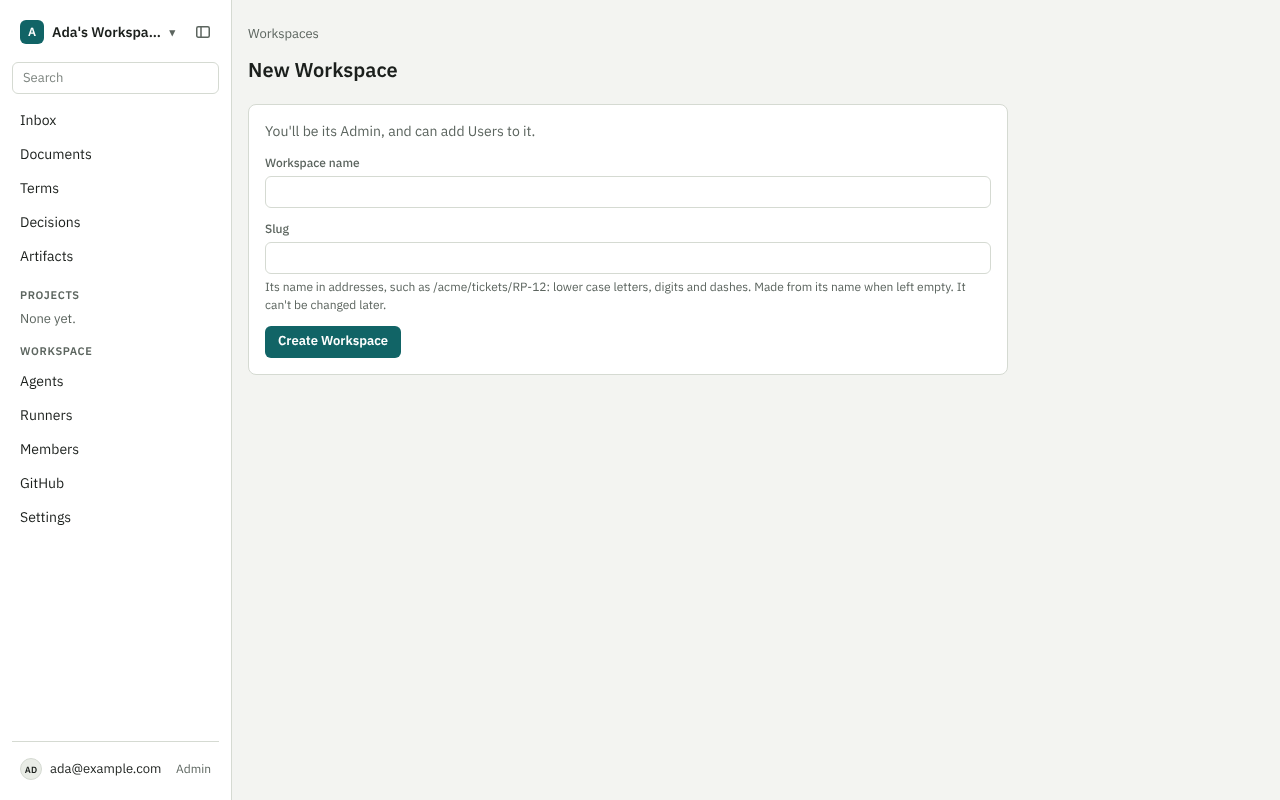 A Ada's Workspa... ▾
Search
Inbox
Documents
Terms
Decisions
Artifacts
PROJECTS
None yet.
WORKSPACE
Agents
Runners
Members
GitHub
Settings
AD ada@example.com Admin
Workspaces
New Workspace
You'll be its Admin, and can add Users to it.
Workspace name
Slug
Its name in addresses, such as /acme/tickets/RP-12: lower case letters, digits and dashes. Made from its name when left empty. It
can't be changed later.
Create Workspace